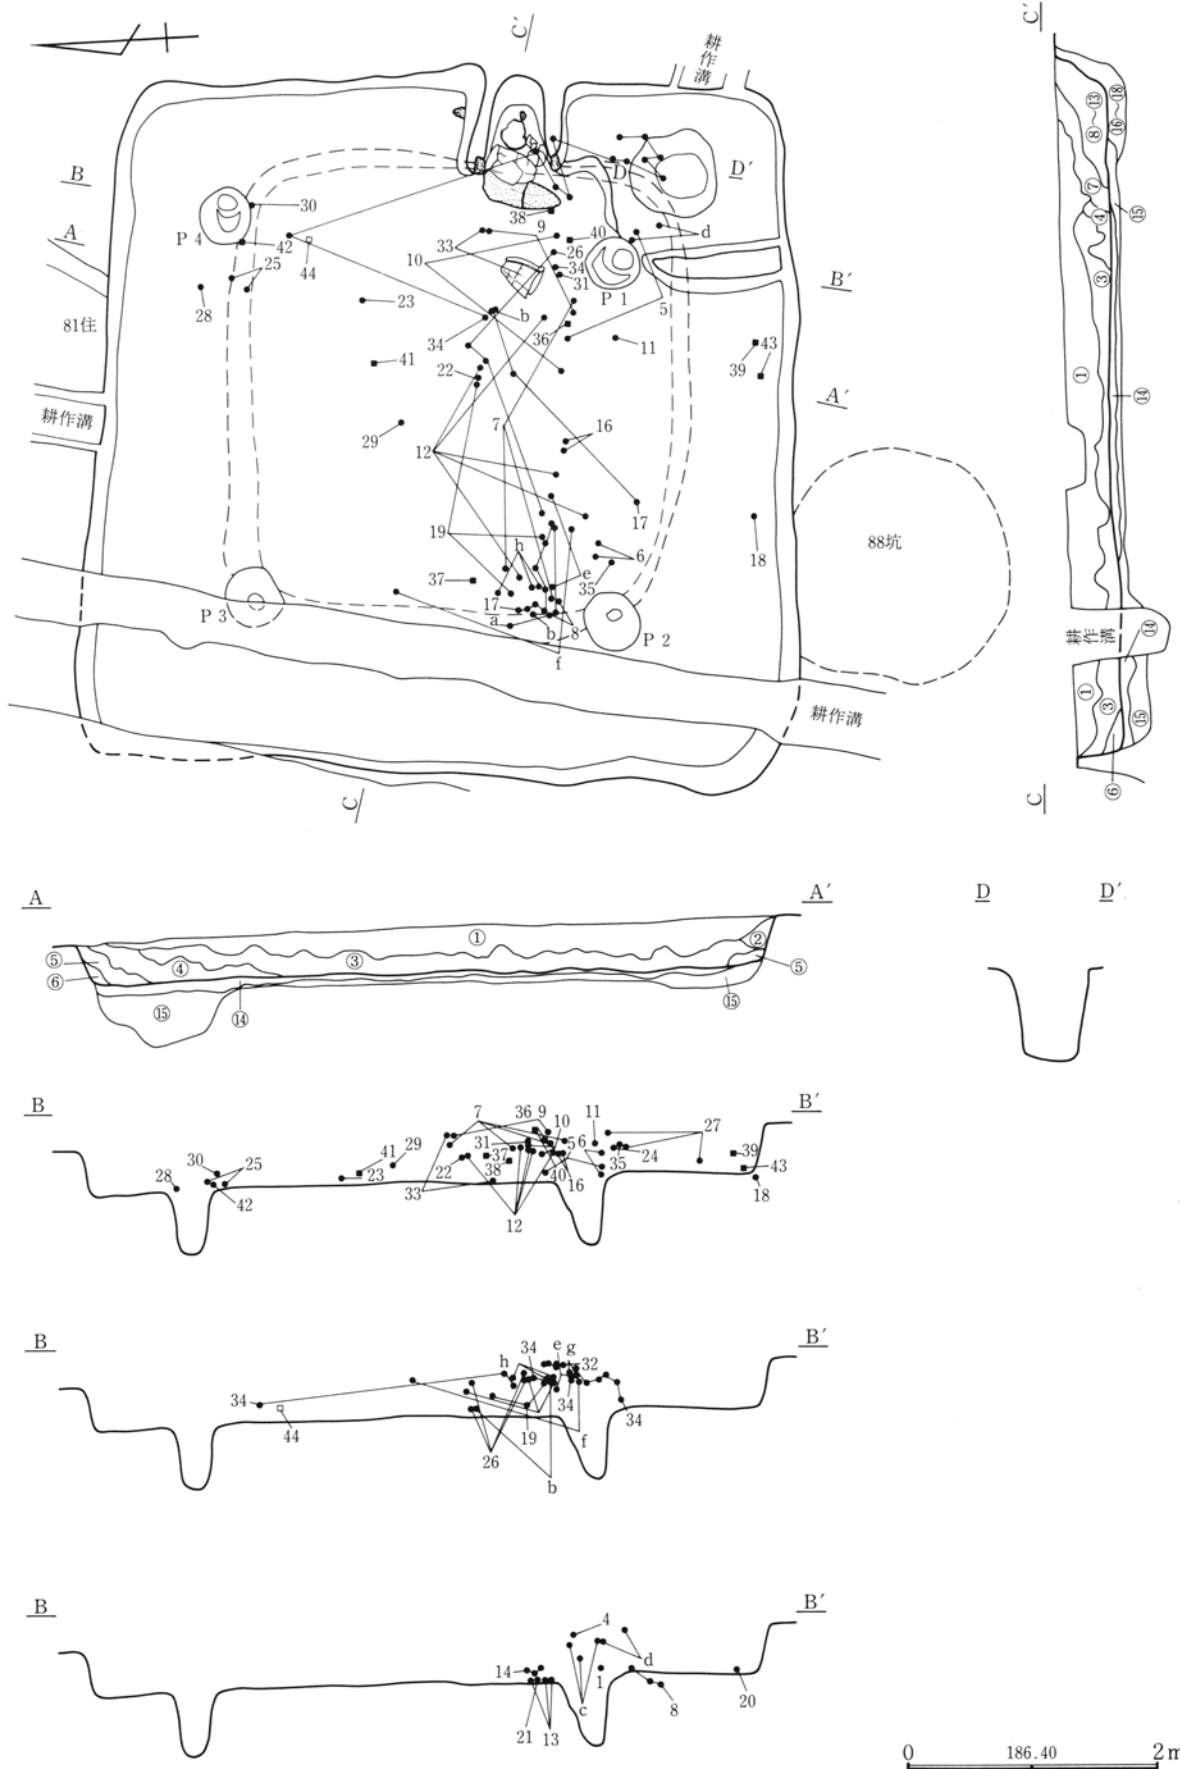 C′
耕作溝
C′
B
D
D′
⑬
〜
⑧
⑱
〜
⑯
30
38
9
d
⑦
④
⑮
P 4
A
42
44
33
10
40
26
34
31
P 1
③
25
28
23
b
5
B′
81住
34
36
11
43
41
22
39
①
⑭
A′
耕作溝
29
12
7
16
19
17
18
h
6
88坑
37
e
35
17
P 3
a
b
8
P 2
f
耕作溝
⑭
耕作溝
①
③
⑮
C
C
⑥
A
A′
D
D′
①
②
⑤
④
③
⑤
⑥
⑮
⑭
⑮
B
B′
7
36
9
10
11
27
41
29
31
5
6
30
25
37
35
24
39
28
23
22
38
40
43
42
33
16
18
12
B
B′
34
e
g
h
32
34
34
34
44
19
f
26
b
B
B′
4
14
d
1
c
8
20
21
13
0
186.40
2m